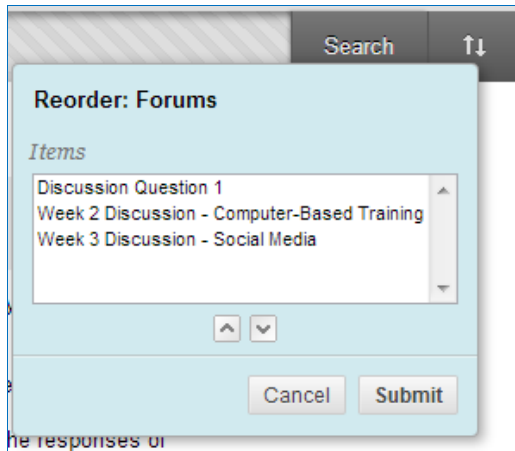 Search
Reorder: Forums
Items
Discussion Question 1
Week 2 Discussion - Computer-Based Training
Week 3 Discussion - Social Media
Cancel Submit
he responses of